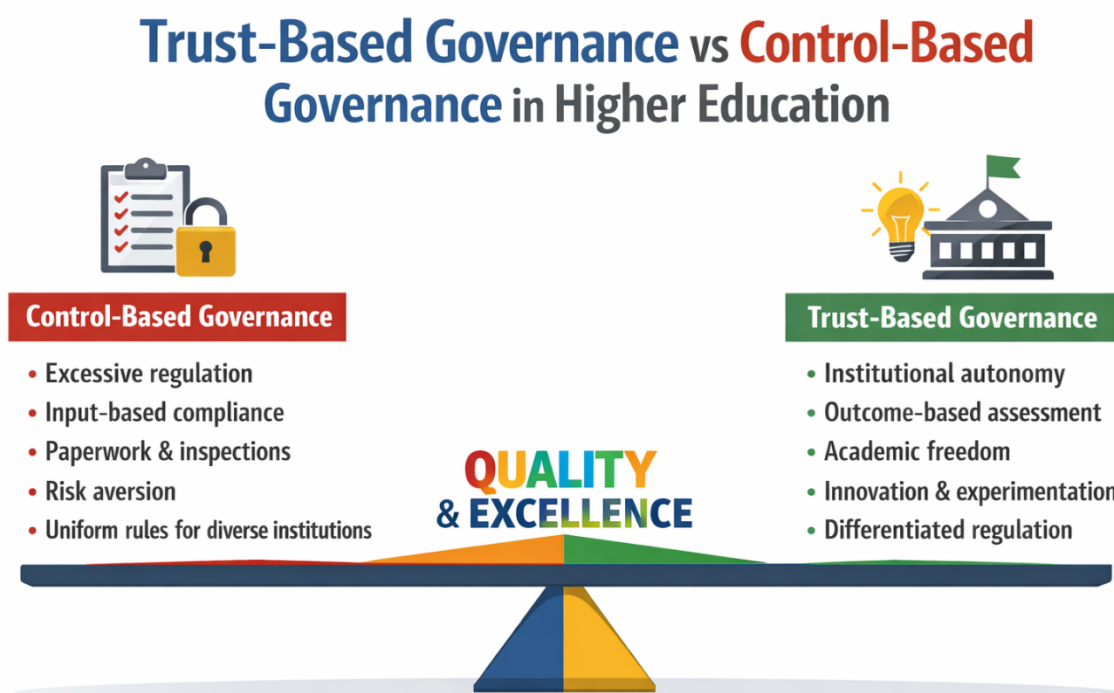 Trust-Based Governance vs Control-Based
Governance in Higher Education
Control-Based Governance
• Excessive regulation
• Input-based compliance
• Paperwork & inspections
• Risk aversion
• Uniform rules for diverse institutions
QUALITY
& EXCELLENCE
Trust-Based Governance
• Institutional autonomy
• Outcome-based assessment
• Academic freedom
• Innovation & experimentation
• Differentiated regulation